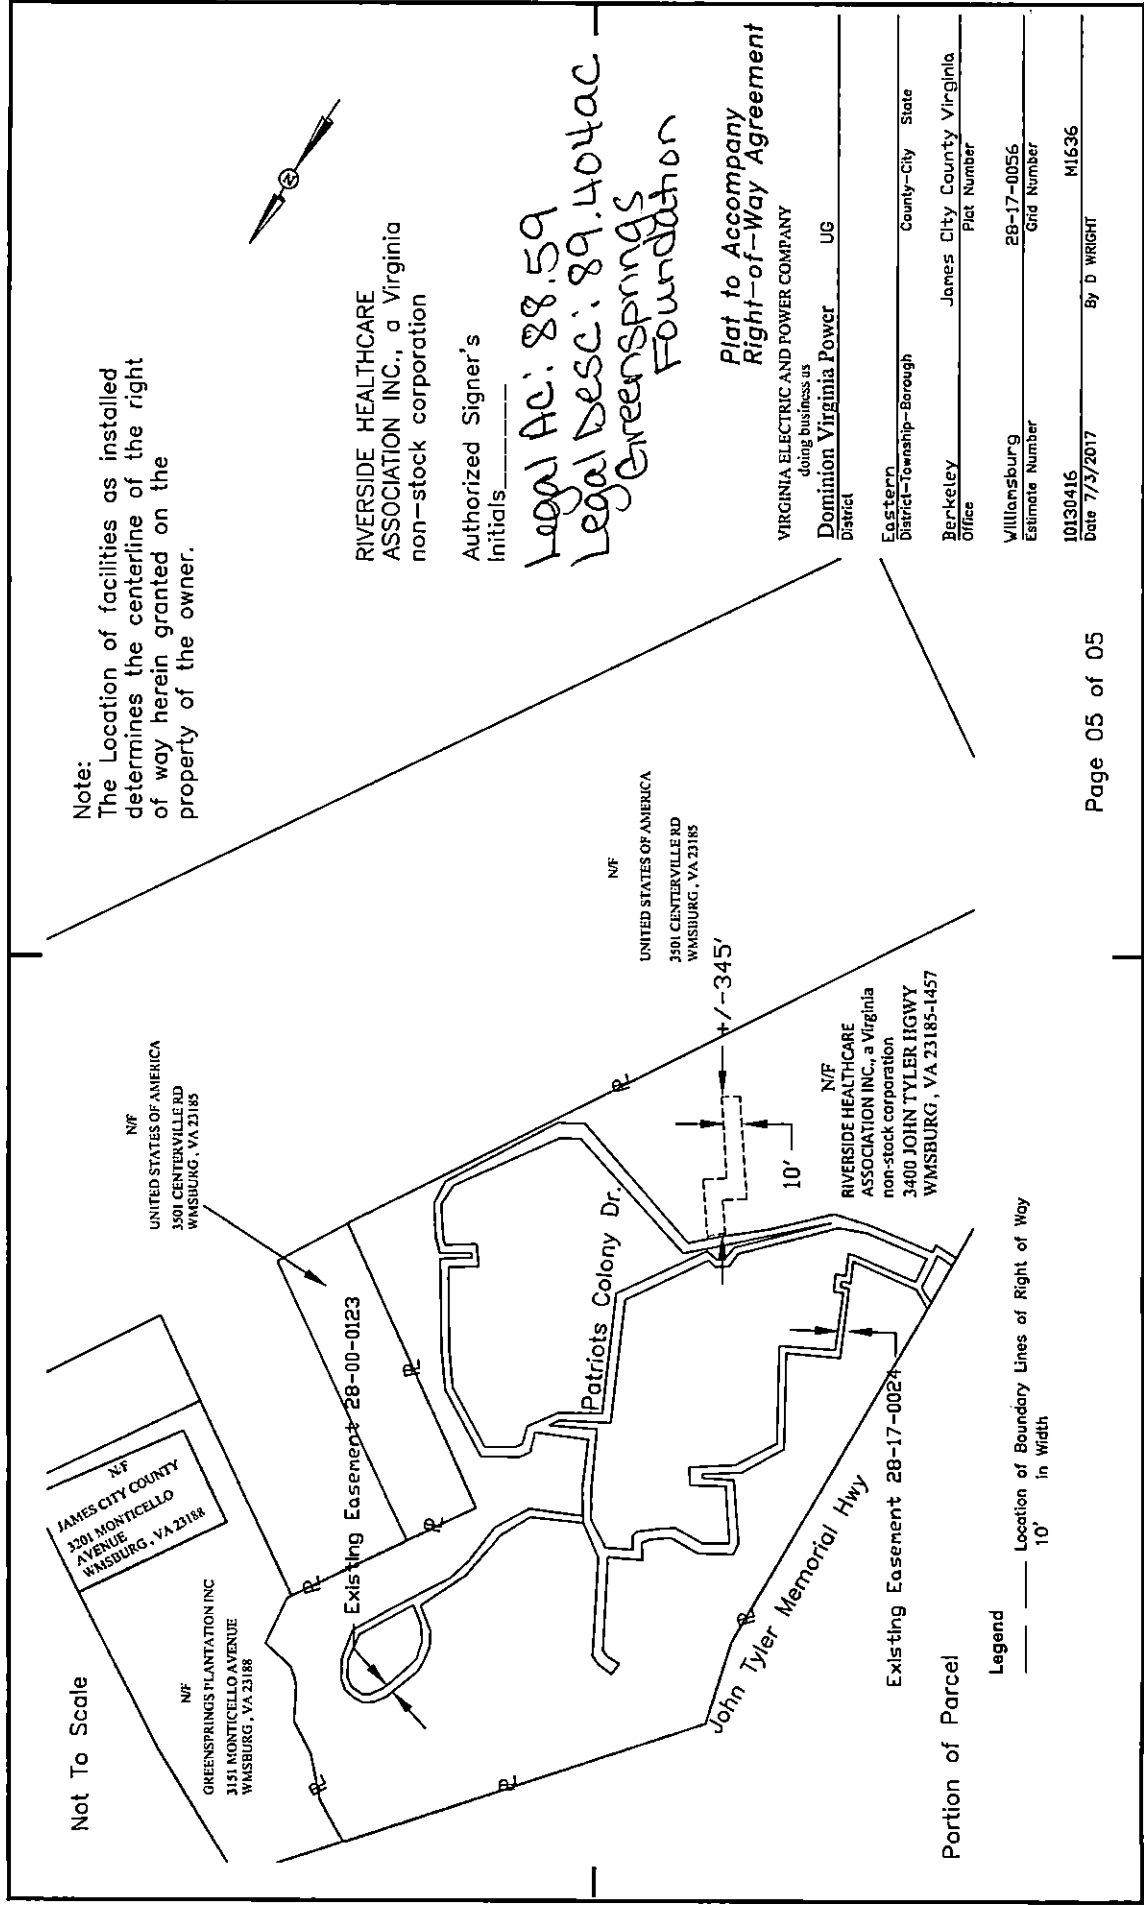 Not To Scale
Note:
The Location of facilities as installed
determines the centerline of the right
of way herein granted on the
property of the owner.
N/F
JAMES CITY COUNTY
3201 MONTICELLO
AVENUE
WMSBURG, VA 23188
N/F
GREENSPRINGS PLANTATION INC
3151 MONTICELLO AVENUE
WMSBURG, VA 23188
N/F
UNITED STATES OF AMERICA
3501 CENTERVILLE RD
WMSBURG, VA 23185
Existing Easement 28-00-0123
N
RIVERSIDE HEALTHCARE
ASSOCIATION INC., a Virginia
non-stock corporation
Authorized Signer's
Initials______
Legal AC: 88.59
Legal Desc: 89.404ac
Greensprings
Foundation
N/F
UNITED STATES OF AMERICA
3501 CENTERVILLE RD
WMSBURG, VA 23185
Patriots Colony Dr.
+/-345'
10'
N/F
RIVERSIDE HEALTHCARE
ASSOCIATION INC., a Virginia
non-stock corporation
3400 JOHN TYLER HGWY
WMSBURG, VA 23185-1457
John Tyler Memorial Hwy
Existing Easement 28-17-0024
PL
PL
PL
PL
PL
PL
PL
Portion of Parcel
Legend
Location of Boundary Lines of Right of Way
10' in Width
Plat to Accompany
Right-of-Way Agreement
VIRGINIA ELECTRIC AND POWER COMPANY
doing business as
Dominion Virginia Power UG
District
Eastern
District-Township-Borough County-City State
Berkeley James City County Virginia
Office Plat Number
Williamsburg 28-17-0056
Estimate Number Grid Number
10130416 M1636
Date 7/3/2017 By D WRIGHT
Page 05 of 05